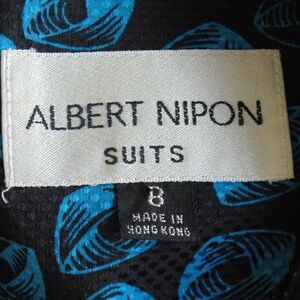 ALBERT NIPON
SUITS
8
MADE IN
HONG KONG